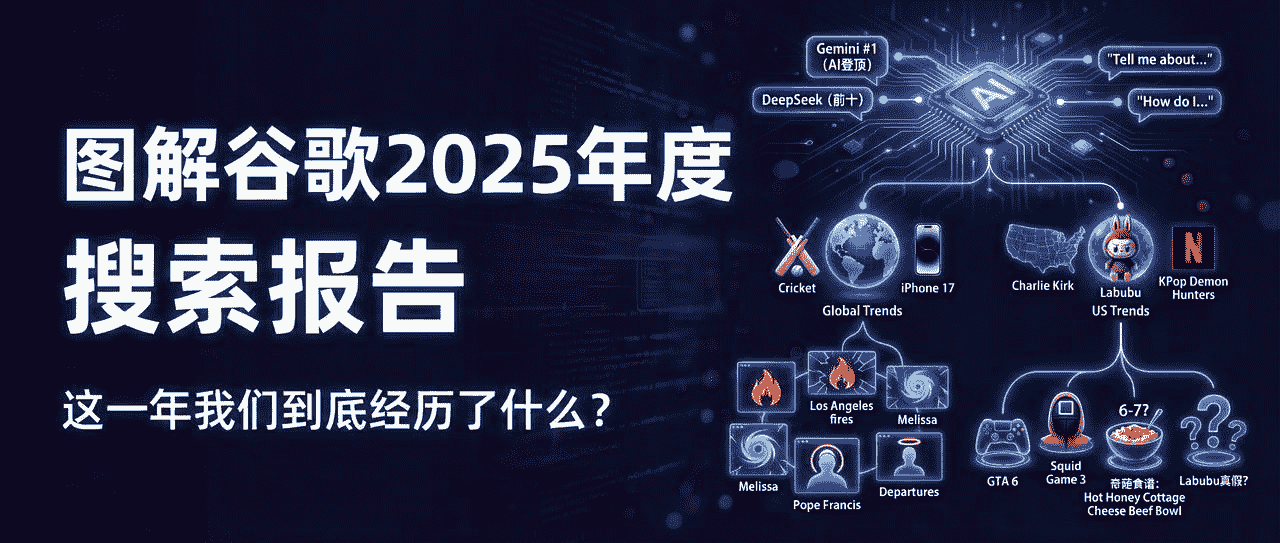 图解谷歌2025年度
搜索报告
这一年我们到底经历了什么？
Gemini #1
（AI登顶）
DeepSeek（前十）
AI
"Tell me about..."
"How do I..."
Cricket
iPhone 17
Global Trends
Charlie Kirk
Labubu
US Trends
N
KPop Demon
Hunters
Los Angeles
fires
Melissa
Melissa
Pope Francis
Departures
GTA 6
Squid
Game 3
6-7?
奇葩食谱：
Hot Honey Cottage
Cheese Beef Bowl
???
Labubu真假?